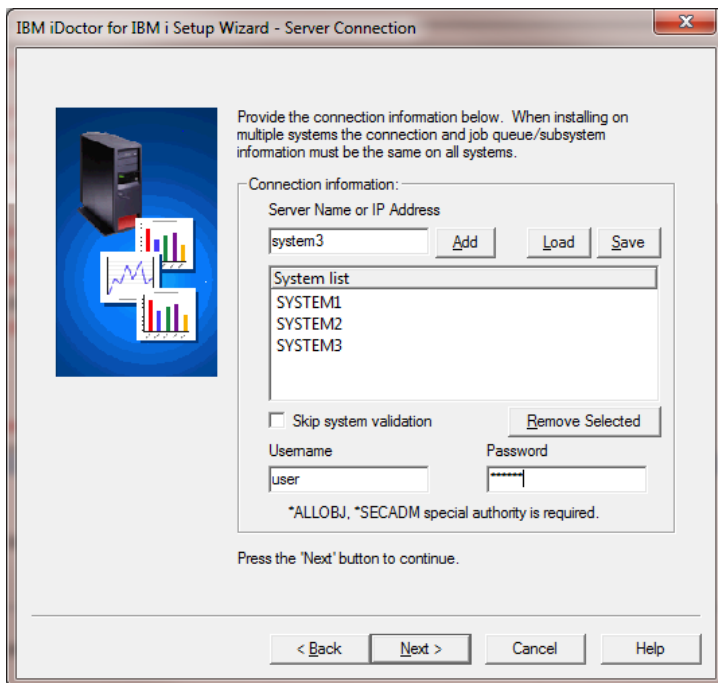 IBM iDoctor for IBM i Setup Wizard - Server Connection
Provide the connection information below. When installing on
multiple systems the connection and job queue/subsystem
information must be the same on all systems.
Connection information:
Server Name or IP Address
system3
Add
Load
Save
System list
SYSTEM1
SYSTEM2
SYSTEM3
Skip system validation
Remove Selected
Username
Password
user
******
*ALLOBJ, *SECADM special authority is required.
Press the 'Next' button to continue.
< Back
Next >
Cancel
Help